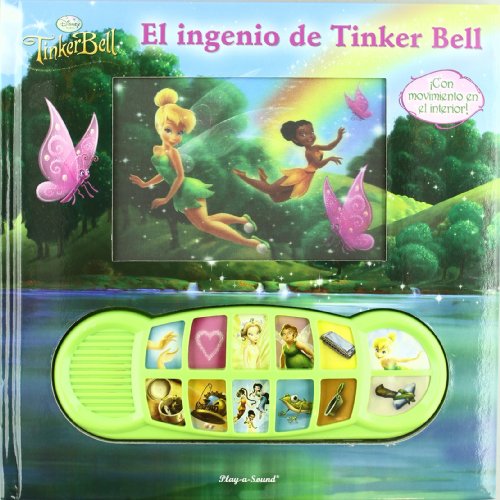 Disney
TinkerBell
El ingenio de Tinker Bell
¡Con
movimiento en
el interior!
Play-a-Sound®